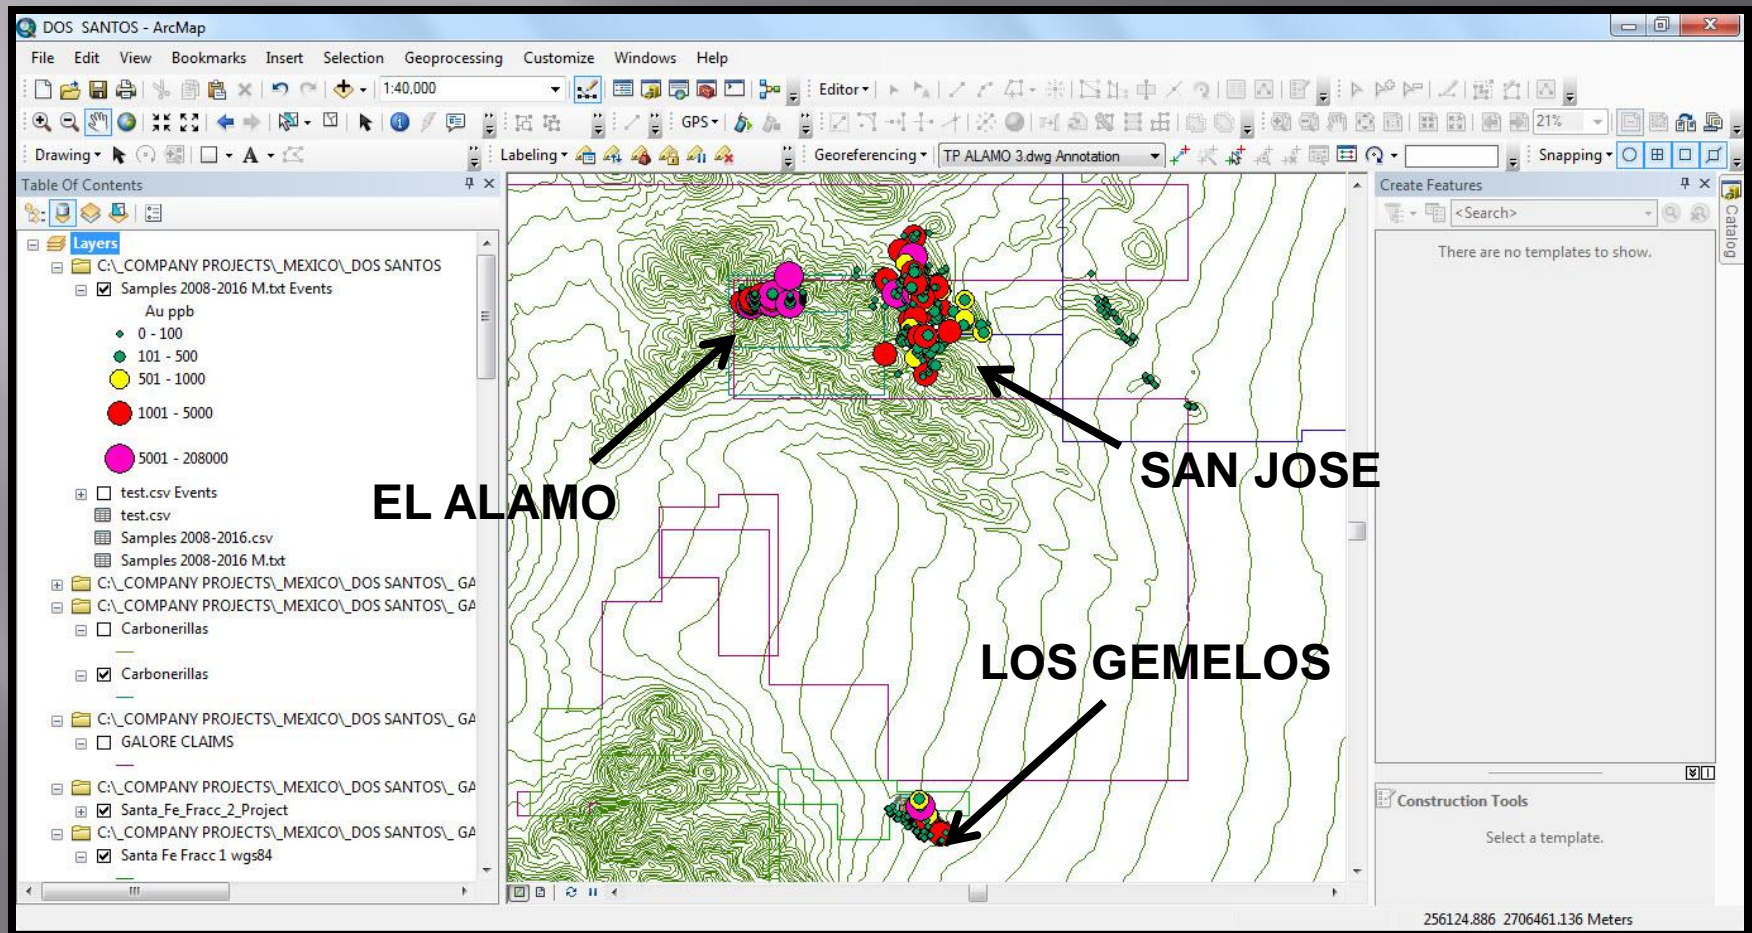 DOS SANTOS - ArcMap
File Edit View Bookmarks Insert Selection Geoprocessing Customize Windows Help
1:40,000
Editor
GPS
21%
Drawing
A
Labeling
Georeferencing
TP ALAMO 3.dwg Annotation
Snapping
Table Of Contents
Layers
C:\_COMPANY PROJECTS\_MEXICO\_DOS SANTOS
Samples 2008-2016 M.txt Events
Au ppb
0 - 100
101 - 500
501 - 1000
1001 - 5000
5001 - 208000
test.csv Events
test.csv
Samples 2008-2016.csv
Samples 2008-2016 M.txt
C:\_COMPANY PROJECTS\_MEXICO\_DOS SANTOS\_ GA
C:\_COMPANY PROJECTS\_MEXICO\_DOS SANTOS\_ GA
Carbonerillas
Carbonerillas
C:\_COMPANY PROJECTS\_MEXICO\_DOS SANTOS\_ GA
GALORE CLAIMS
C:\_COMPANY PROJECTS\_MEXICO\_DOS SANTOS\_ GA
Santa_Fe_Fracc_2_Project
C:\_COMPANY PROJECTS\_MEXICO\_DOS SANTOS\_ GA
Santa Fe Fracc 1 wgs84
EL ALAMO
SAN JOSE
LOS GEMELOS
Create Features
<Search>
There are no templates to show.
Catalog
Construction Tools
Select a template.
256124.886 2706461.136 Meters